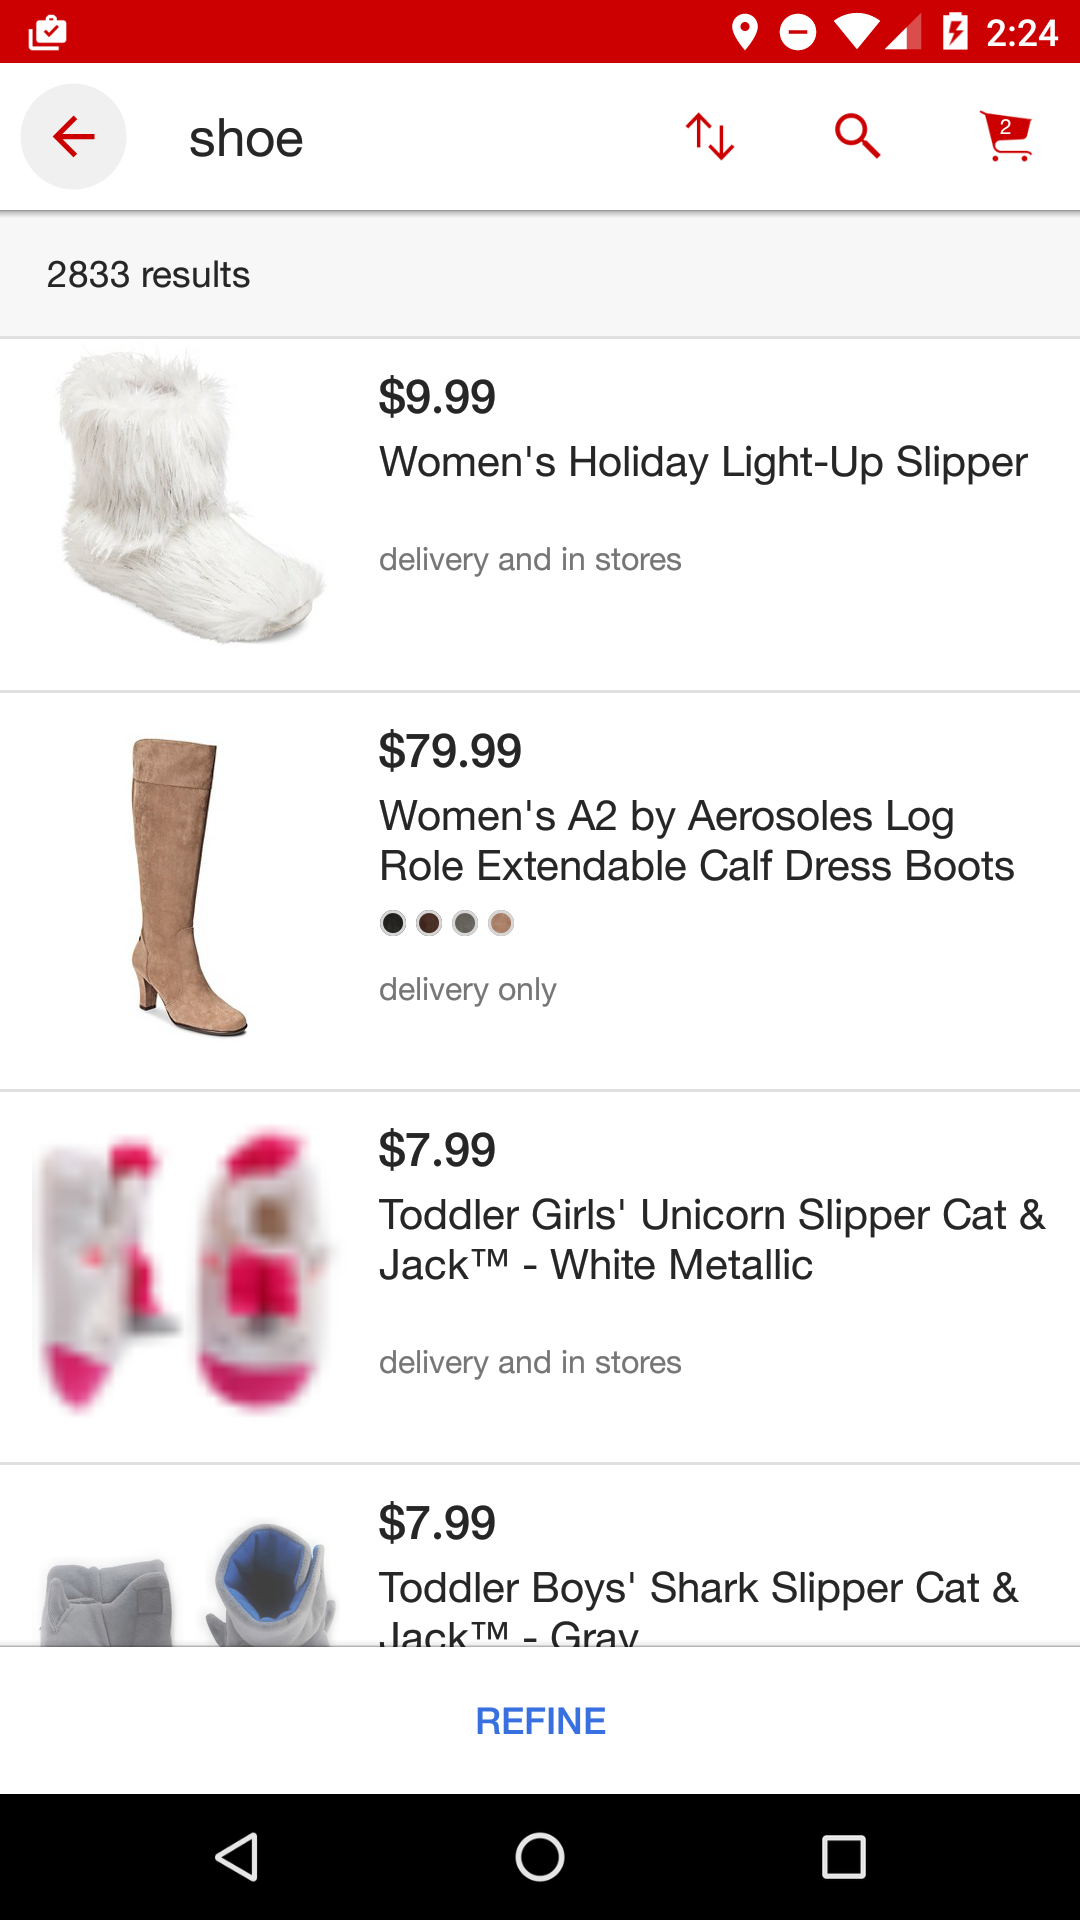 2:24
shoe
2
2833 results
$9.99
Women's Holiday Light-Up Slipper
delivery and in stores
$79.99
Women's A2 by Aerosoles Log
Role Extendable Calf Dress Boots
delivery only
$7.99
Toddler Girls' Unicorn Slipper Cat &
Jack™ - White Metallic
delivery and in stores
$7.99
Toddler Boys' Shark Slipper Cat &
Jack™ - Gray
REFINE